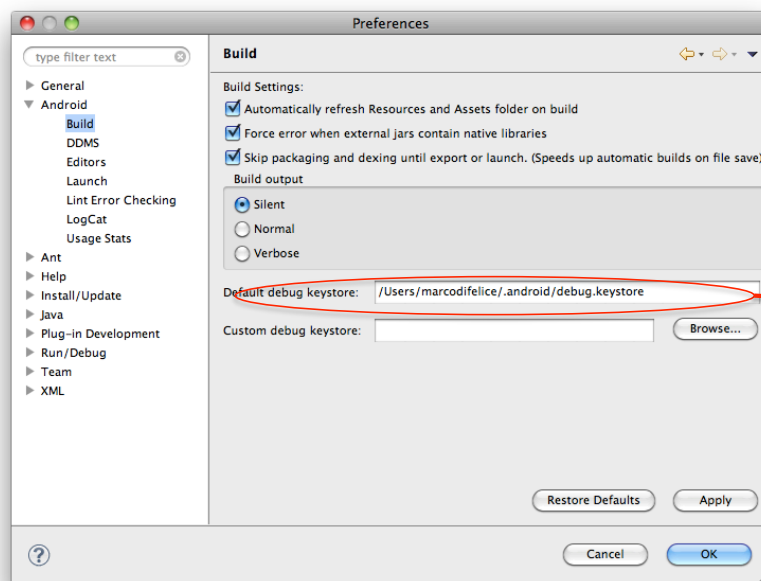 Preferences
type filter text
General
Android
Build
DDMS
Editors
Launch
Lint Error Checking
LogCat
Usage Stats
Ant
Help
Install/Update
Java
Plug-in Development
Run/Debug
Team
XML
Build
Build Settings:
Automatically refresh Resources and Assets folder on build
Force error when external jars contain native libraries
Skip packaging and dexing until export or launch. (Speeds up automatic builds on file save)
Build output
Silent
Normal
Verbose
Default debug keystore: /Users/marcodifelice/.android/debug.keystore
Custom debug keystore:
Browse...
Restore Defaults
Apply
?
Cancel
OK